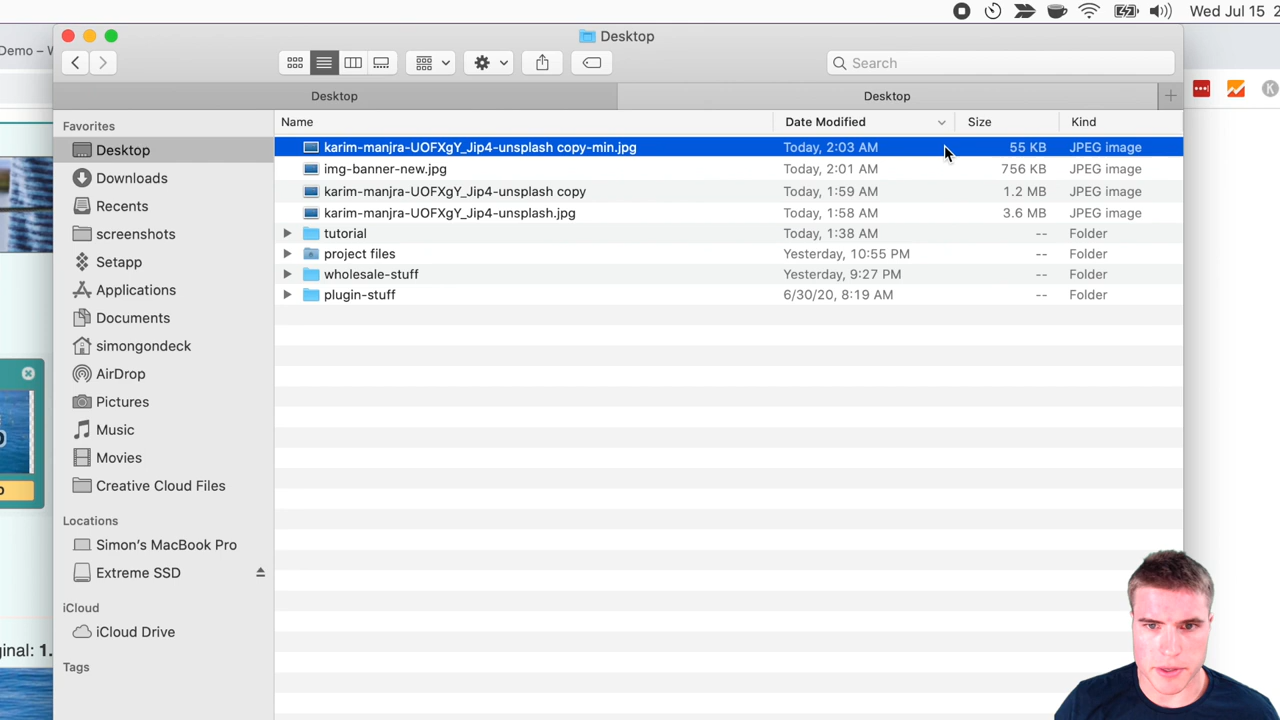 Wed Jul 15 2
Demo – W
Desktop
Search
Desktop
Desktop
Favorites
Desktop
Downloads
Recents
screenshots
Setapp
Applications
Documents
simongondeck
AirDrop
Pictures
Music
Movies
Creative Cloud Files
Locations
Simon's MacBook Pro
Extreme SSD
iCloud
iCloud Drive
Tags
Name Date Modified Size Kind
karim-manjra-UOFXgY_Jip4-unsplash copy-min.jpg Today, 2:03 AM 55 KB JPEG image
img-banner-new.jpg Today, 2:01 AM 756 KB JPEG image
karim-manjra-UOFXgY_Jip4-unsplash copy Today, 1:59 AM 1.2 MB JPEG image
karim-manjra-UOFXgY_Jip4-unsplash.jpg Today, 1:58 AM 3.6 MB JPEG image
tutorial Today, 1:38 AM -- Folder
project files Yesterday, 10:55 PM -- Folder
wholesale-stuff Yesterday, 9:27 PM -- Folder
plugin-stuff 6/30/20, 8:19 AM -- Folder
K
ginal: 1.